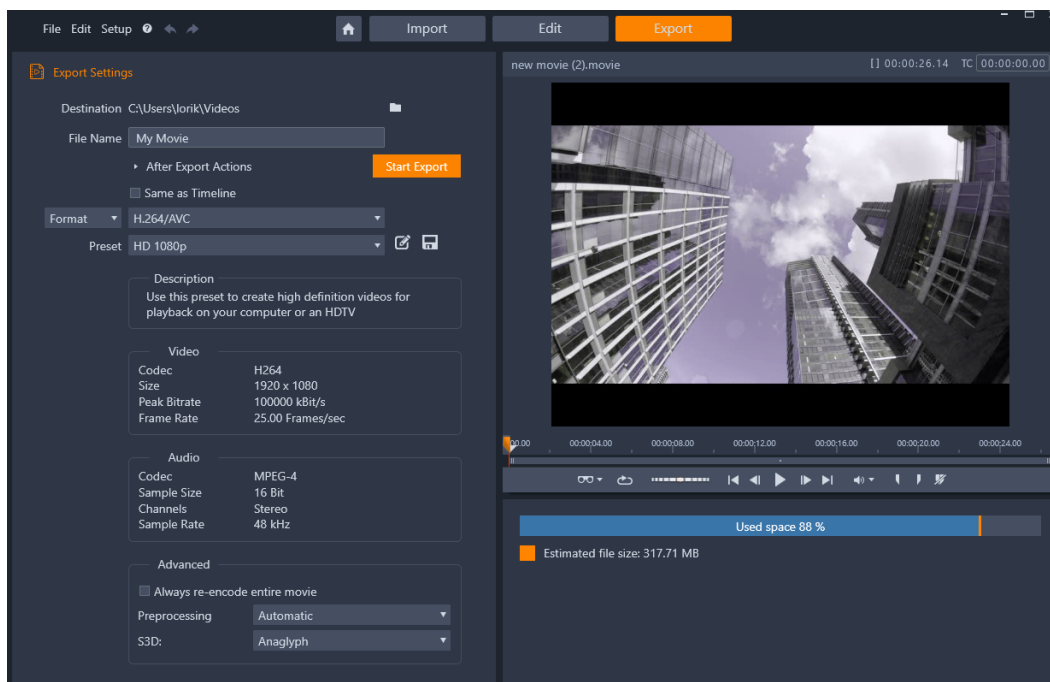 File Edit Setup
Import
Edit
Export
Export Settings
Destination C:\Users\lorik\Videos
File Name My Movie
After Export Actions
Start Export
Same as Timeline
Format H.264/AVC
Preset HD 1080p
Description
Use this preset to create high definition videos for
playback on your computer or an HDTV
Video
Codec H264
Size 1920 x 1080
Peak Bitrate 100000 kBit/s
Frame Rate 25.00 Frames/sec
Audio
Codec MPEG-4
Sample Size 16 Bit
Channels Stereo
Sample Rate 48 kHz
Advanced
Always re-encode entire movie
Preprocessing Automatic
S3D: Anaglyph
new movie (2).movie
[] 00:00:26.14 TC 00:00:00.00
00:00;04.00 00:00;08.00 00:00;12.00 00:00;16.00 00:00;20.00 00:00;24.00
Used space 88 %
Estimated file size: 317.71 MB